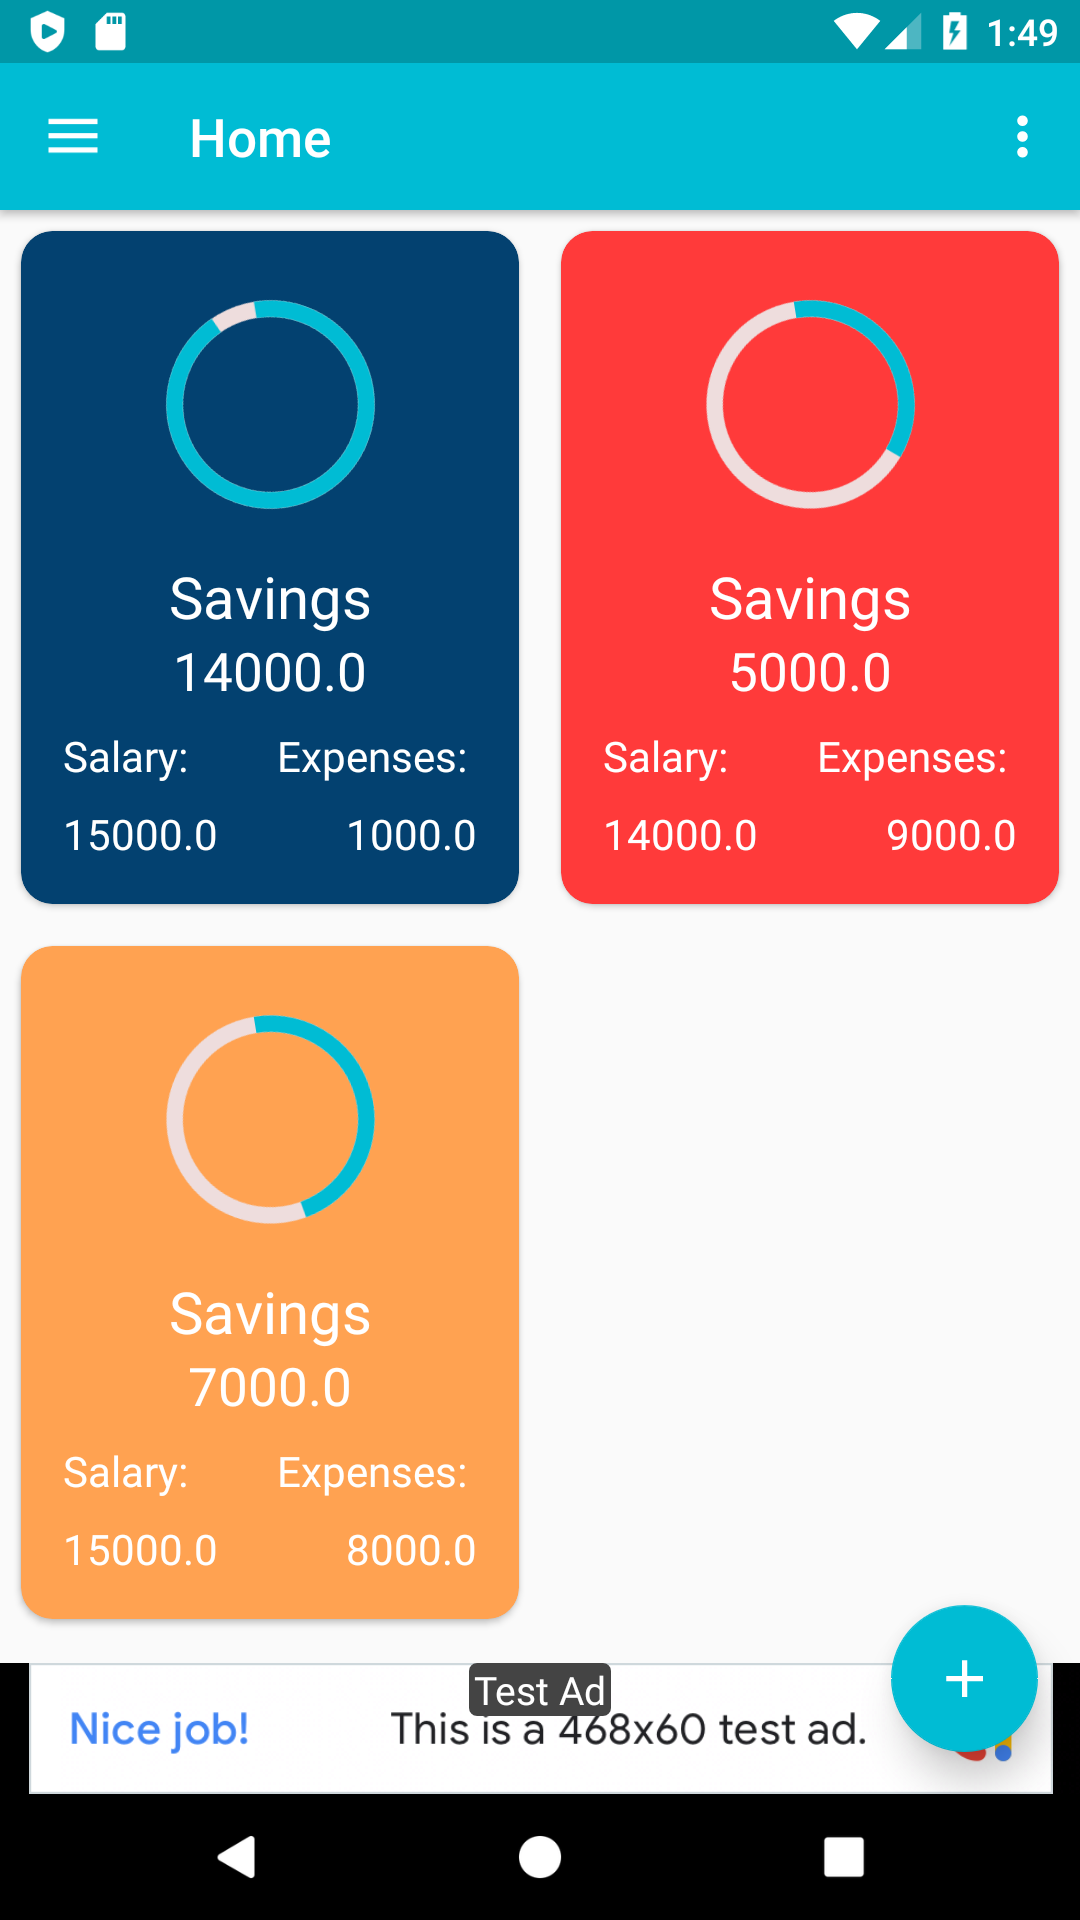 1:49
Home
Savings
14000.0
Salary: Expenses:
15000.0 1000.0
Savings
5000.0
Salary: Expenses:
14000.0 9000.0
Savings
7000.0
Salary: Expenses:
15000.0 8000.0
Test Ad
Nice job! This is a 468x60 test ad.